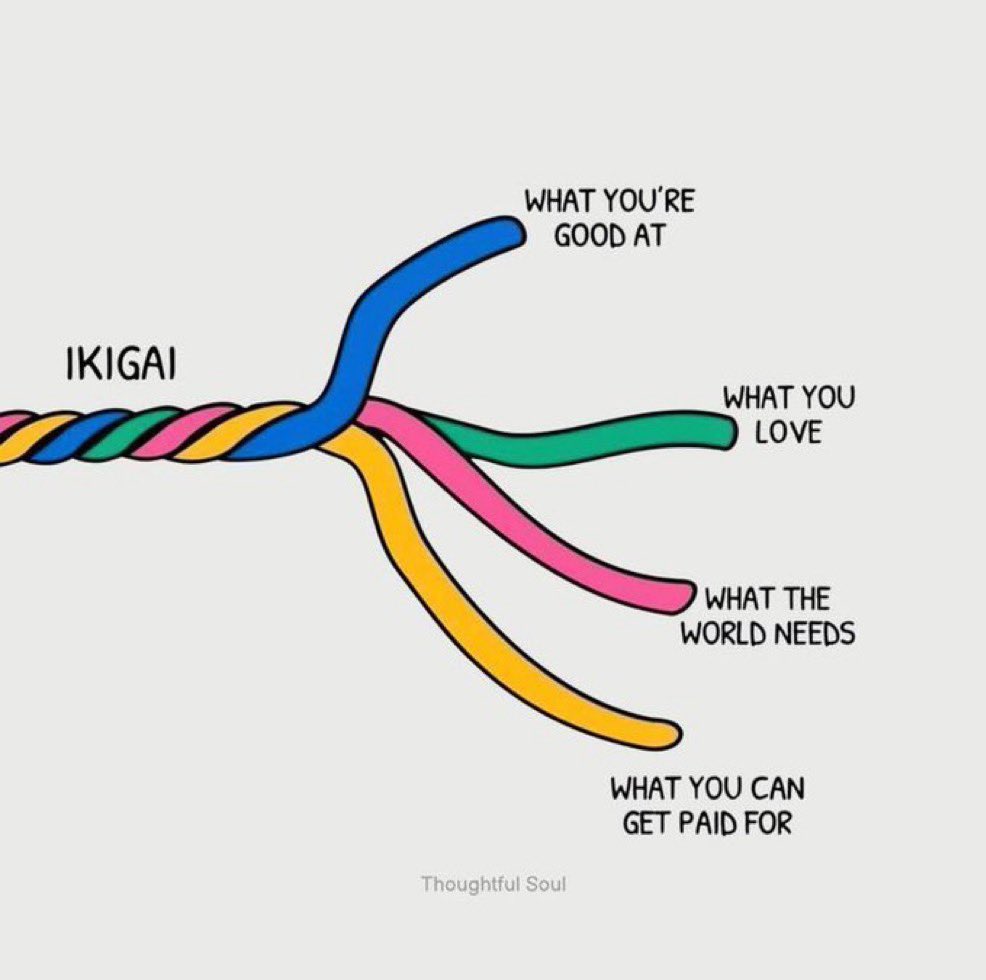 WHAT YOU'RE
GOOD AT
IKIGAI
WHAT YOU
LOVE
WHAT THE
WORLD NEEDS
WHAT YOU CAN
GET PAID FOR
Thoughtful Soul